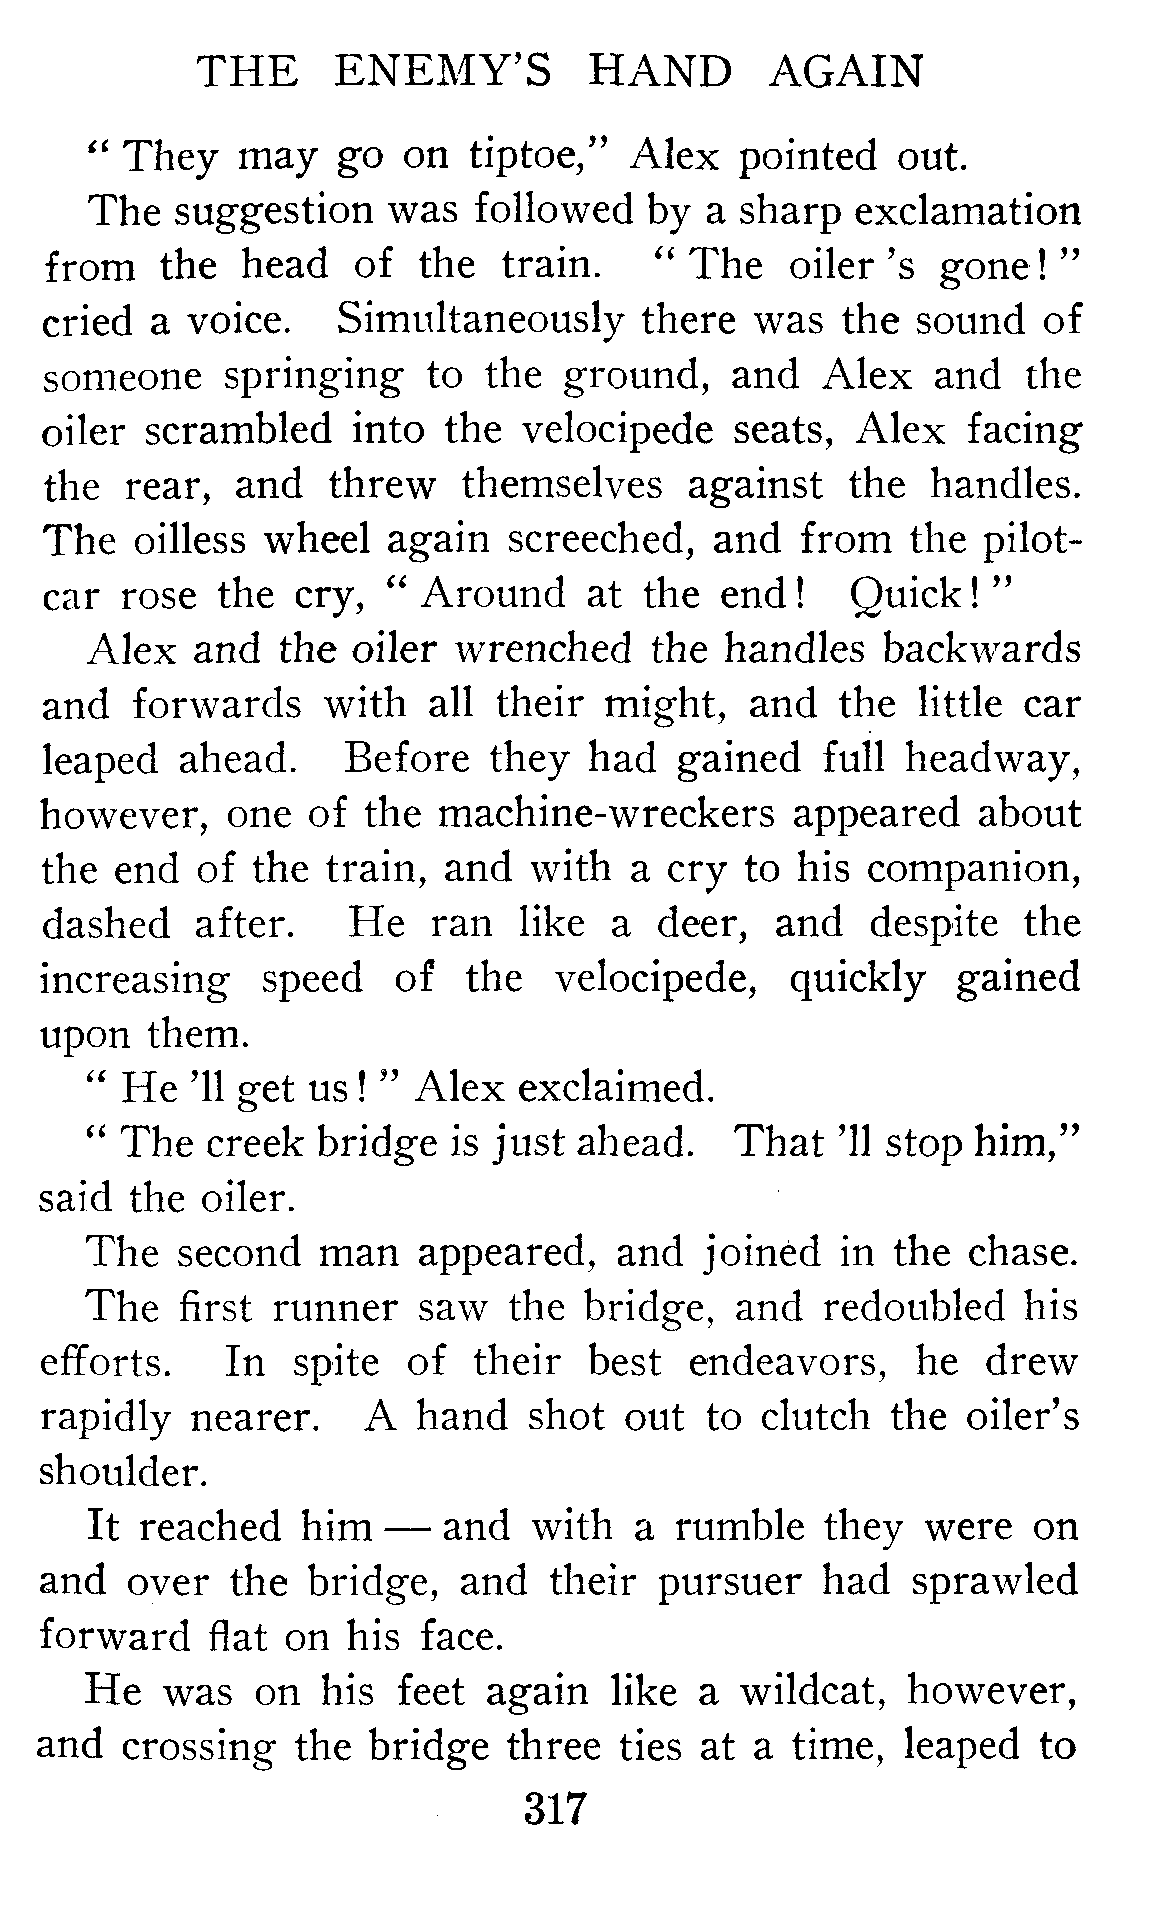 THE ENEMY'S HAND AGAIN
“ They may go on tiptoe,” Alex pointed out.
The suggestion was followed by a sharp exclamation
from the head of the train. “ The oiler 's gone! ”
cried a voice. Simultaneously there was the sound of
someone springing to the ground, and Alex and the
oiler scrambled into the velocipede seats, Alex facing
the rear, and threw themselves against the handles.
The oilless wheel again screeched, and from the pilot-
car rose the cry, “ Around at the end! Quick! ”
Alex and the oiler wrenched the handles backwards
and forwards with all their might, and the little car
leaped ahead. Before they had gained full headway,
however, one of the machine-wreckers appeared about
the end of the train, and with a cry to his companion,
dashed after. He ran like a deer, and despite the
increasing speed of the velocipede, quickly gained
upon them.
“ He 'll get us! ” Alex exclaimed.
“ The creek bridge is just ahead. That 'll stop him,”
said the oiler.
The second man appeared, and joined in the chase.
The first runner saw the bridge, and redoubled his
efforts. In spite of their best endeavors, he drew
rapidly nearer. A hand shot out to clutch the oiler's
shoulder.
It reached him — and with a rumble they were on
and over the bridge, and their pursuer had sprawled
forward flat on his face.
He was on his feet again like a wildcat, however,
and crossing the bridge three ties at a time, leaped to
317